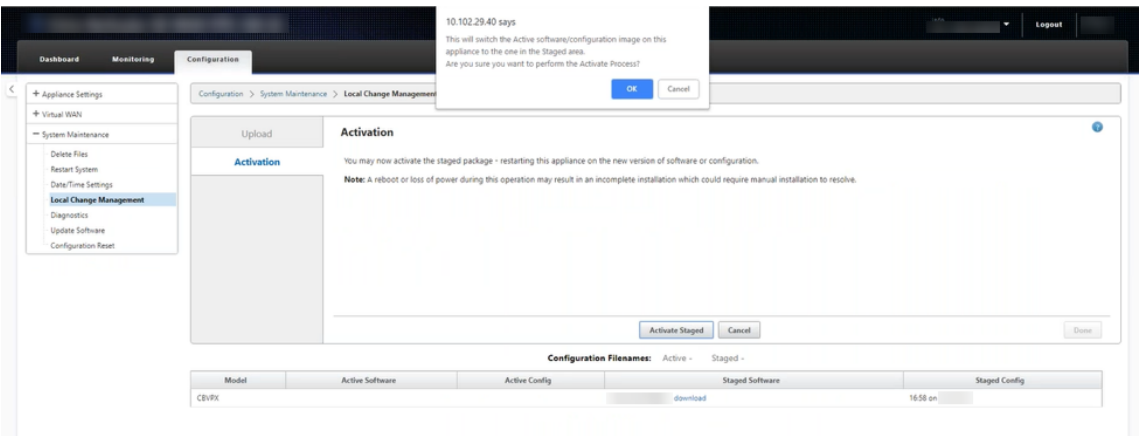 10.102.29.40 says
This will switch the Active software/configuration image on this
appliance to the one in the Staged area.
Are you sure you want to perform the Activate Process?
OK Cancel
Logout
Dashboard Monitoring Configuration
+ Appliance Settings
+ Virtual WAN
− System Maintenance
Delete Files
Restart System
Date/Time Settings
Local Change Management
Diagnostics
Update Software
Configuration Reset
Configuration > System Maintenance > Local Change Management
Upload
Activation
Activation
You may now activate the staged package - restarting this appliance on the new version of software or configuration.
Note: A reboot or loss of power during this operation may result in an incomplete installation which could require manual installation to resolve.
Activate Staged Cancel Done
Configuration Filenames: Active - Staged -
Model Active Software Active Config Staged Software Staged Config
CBVPX download 16:58 on